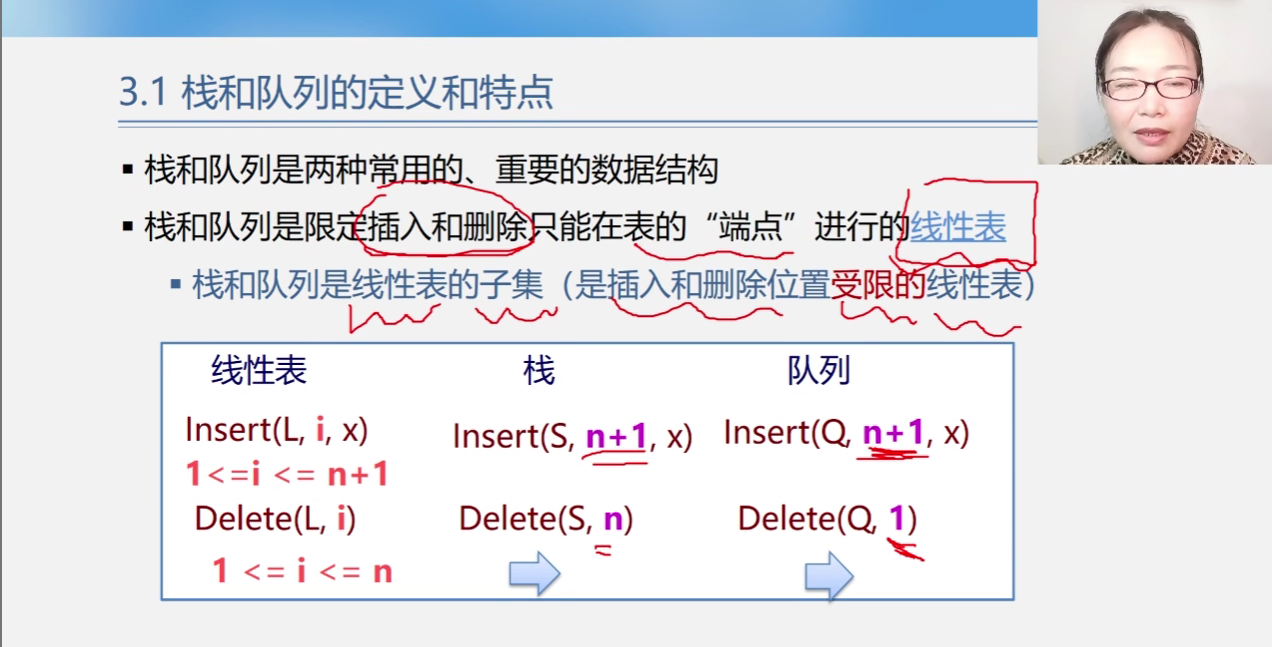 3.1 栈和队列的定义和特点
▪ 栈和队列是两种常用的、重要的数据结构
▪ 栈和队列是限定插入和删除只能在表的“端点”进行的线性表
▪ 栈和队列是线性表的子集（是插入和删除位置受限的线性表）
线性表 栈 队列
Insert(L, i, x) Insert(S, n+1, x) Insert(Q, n+1, x)
1<=i <= n+1
Delete(L, i) Delete(S, n) Delete(Q, 1)
1 <= i <= n